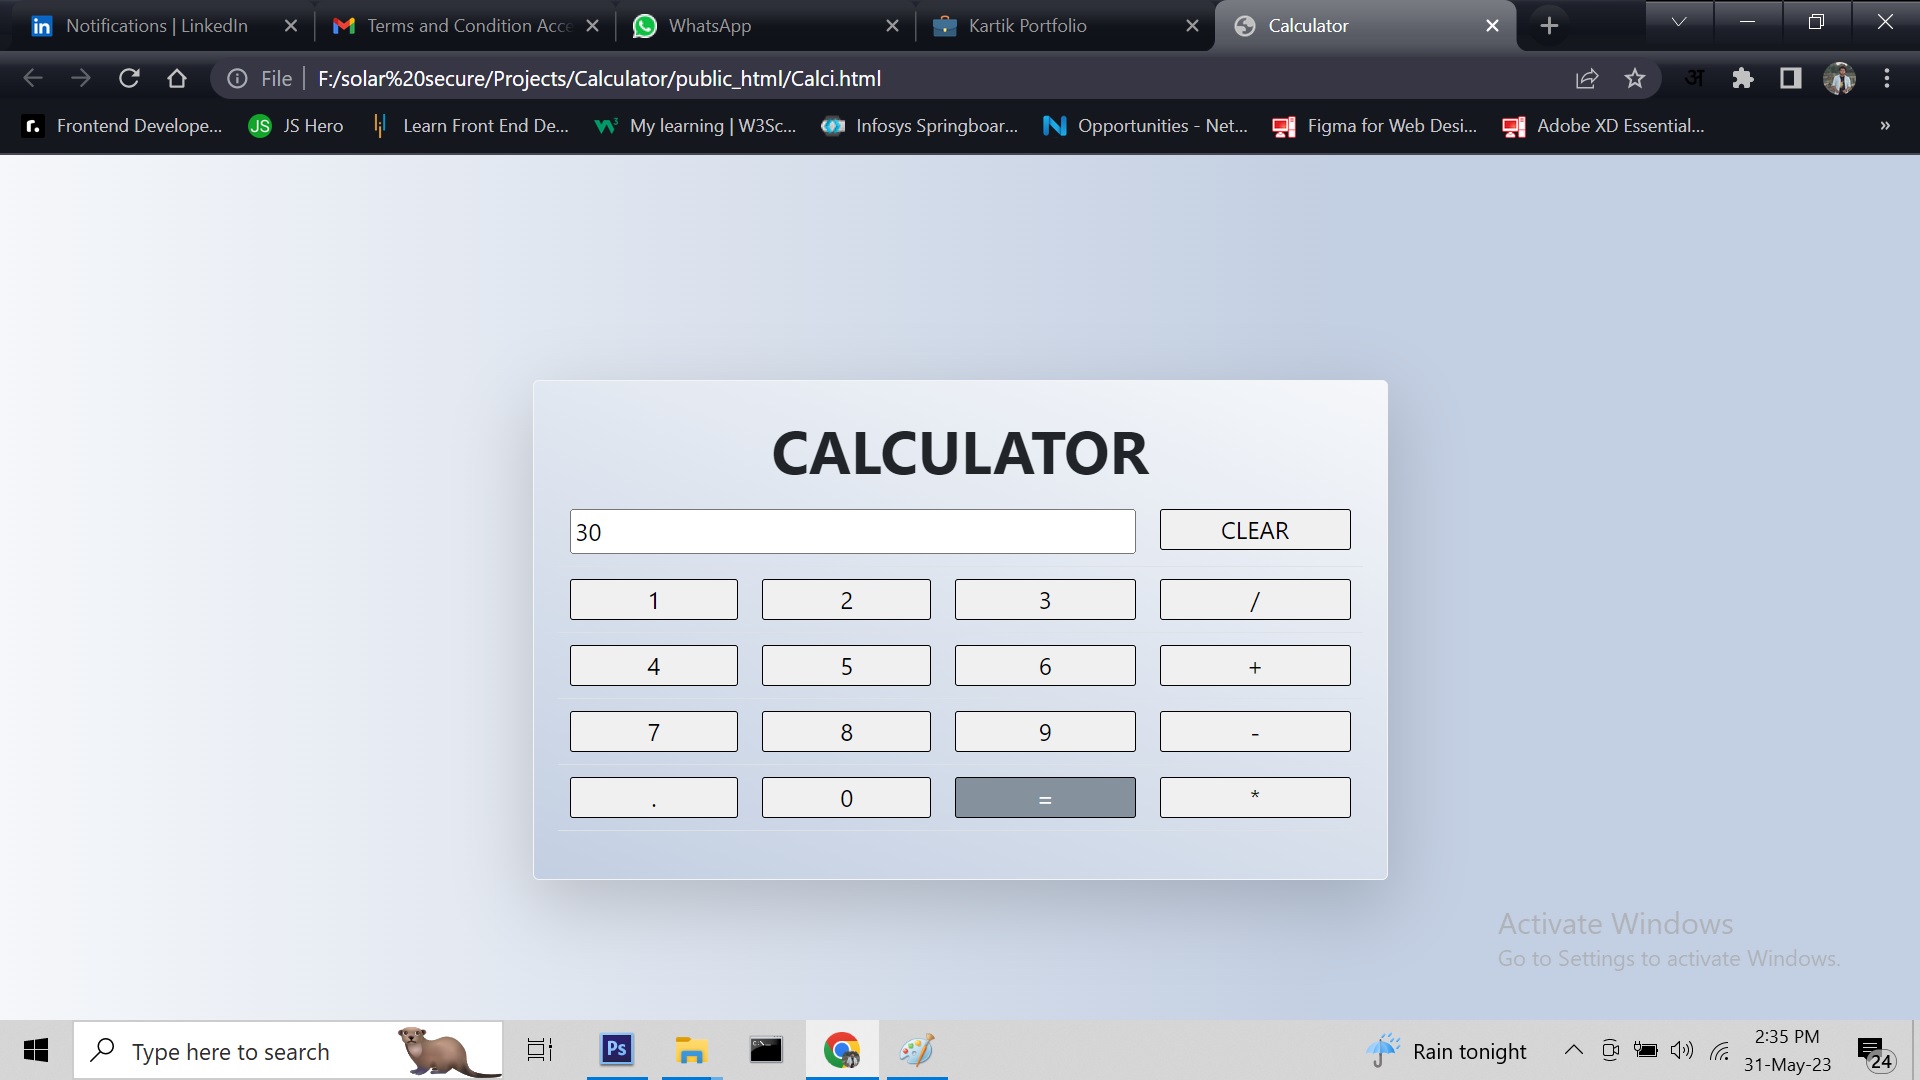 Notifications | LinkedIn
Terms and Condition Acce
WhatsApp
Kartik Portfolio
Calculator
File
F:/solar%20secure/Projects/Calculator/public_html/Calci.html
अ
Frontend Develope...
JS
JS Hero
Learn Front End De...
My learning | W3Sc...
Infosys Springboar...
Opportunities - Net...
Figma for Web Desi...
Adobe XD Essential...
»
CALCULATOR
30
CLEAR
1
2
3
/
4
5
6
+
7
8
9
-
.
0
=
*
Activate Windows
Go to Settings to activate Windows.
Type here to search
Ps
Rain tonight
2:35 PM
31-May-23
24